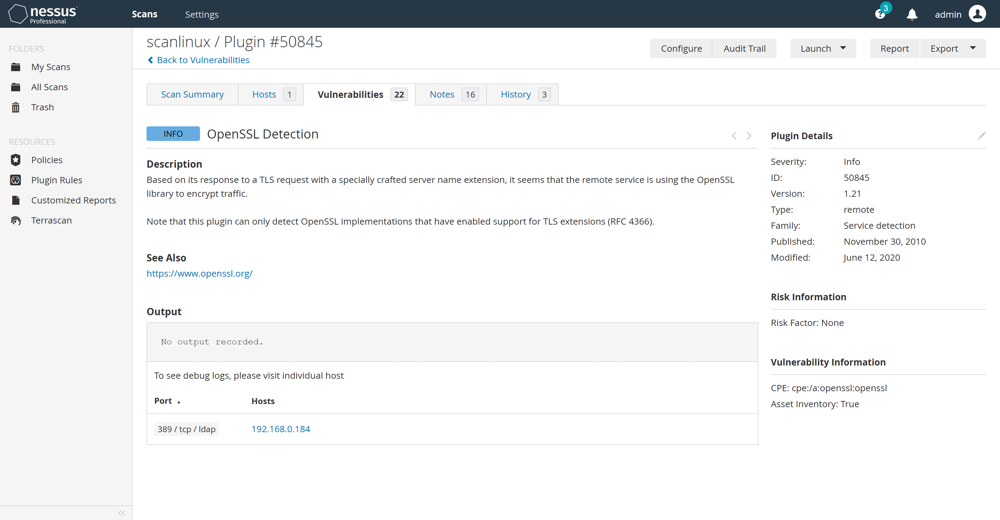 nessus
Professional
Scans
Settings
3
?
admin
FOLDERS
My Scans
All Scans
Trash
RESOURCES
Policies
Plugin Rules
Customized Reports
Terrascan
scanlinux / Plugin #50845
Back to Vulnerabilities
Configure
Audit Trail
Launch
Report
Export
Scan Summary
Hosts 1
Vulnerabilities 22
Notes 16
History 3
INFO OpenSSL Detection
Description
Based on its response to a TLS request with a specially crafted server name extension, it seems that the remote service is using the OpenSSL
library to encrypt traffic.
Note that this plugin can only detect OpenSSL implementations that have enabled support for TLS extensions (RFC 4366).
See Also
https://www.openssl.org/
Output
No output recorded.
To see debug logs, please visit individual host
Port Hosts
389 / tcp / ldap 192.168.0.184
Plugin Details
Severity: Info
ID: 50845
Version: 1.21
Type: remote
Family: Service detection
Published: November 30, 2010
Modified: June 12, 2020
Risk Information
Risk Factor: None
Vulnerability Information
CPE: cpe:/a:openssl:openssl
Asset Inventory: True